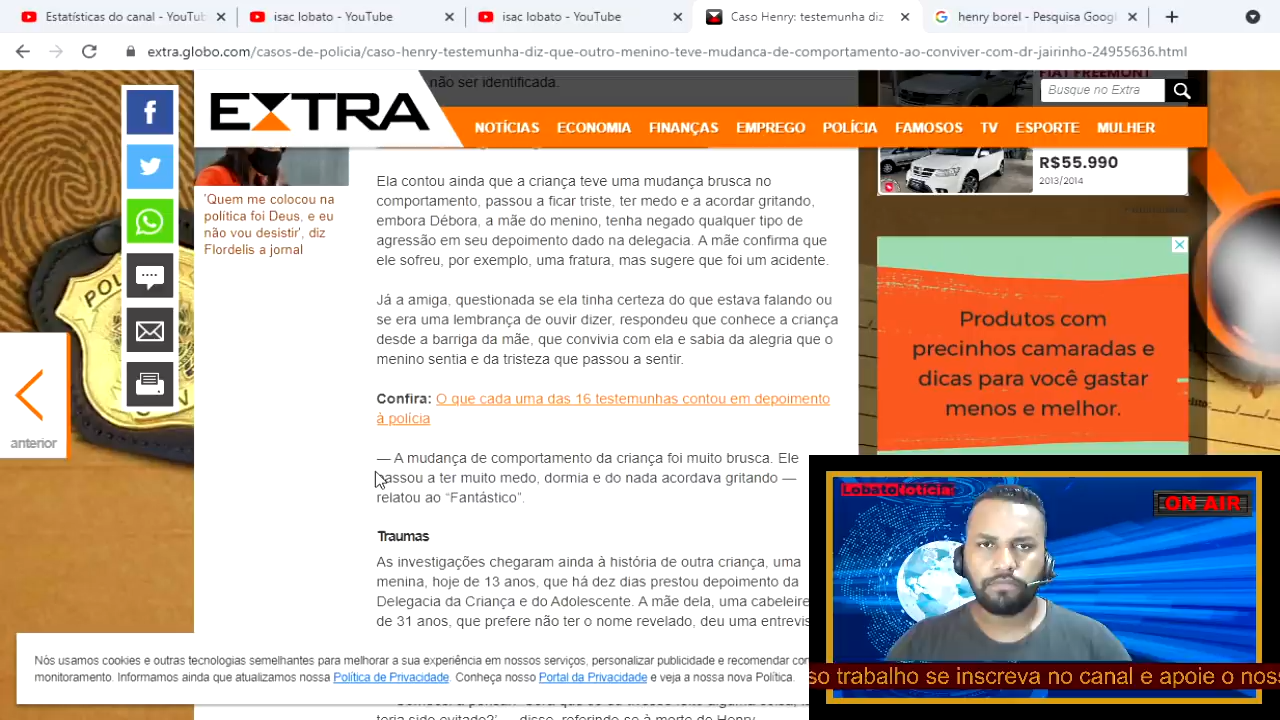 Estatísticas do canal - YouTub
isac lobato - YouTube
isac lobato - YouTube
Caso Henry: testemunha diz
henry borel - Pesquisa Googl
extra.globo.com/casos-de-policia/caso-henry-testemunha-diz-que-outro-menino-teve-mudanca-de-comportamento-ao-conviver-com-dr-jairinho-24955636.html
não ser identificada.
FIAT FREEMONT
Busque no Extra
EXTRA
NOTÍCIAS ECONOMIA FINANÇAS EMPREGO POLÍCIA FAMOSOS TV ESPORTE MULHER
R$55.990
2013/2014
'Quem me colocou na
política foi Deus, e eu
não vou desistir', diz
Flordelis a jornal
anterior
Ela contou ainda que a criança teve uma mudança brusca no
comportamento, passou a ficar triste, ter medo e a acordar gritando,
embora Débora, a mãe do menino, tenha negado qualquer tipo de
agressão em seu depoimento dado na delegacia. A mãe confirma que
ele sofreu, por exemplo, uma fratura, mas sugere que foi um acidente.
Já a amiga, questionada se ela tinha certeza do que estava falando ou
se era uma lembrança de ouvir dizer, respondeu que conhece a criança
desde a barriga da mãe, que convivia com ela e sabia da alegria que o
menino sentia e da tristeza que passou a sentir.
Confira: O que cada uma das 16 testemunhas contou em depoimento
à polícia
— A mudança de comportamento da criança foi muito brusca. Ele
passou a ter muito medo, dormia e do nada acordava gritando —
relatou ao “Fantástico”.
Traumas
As investigações chegaram ainda à história de outra criança, uma
menina, hoje de 13 anos, que há dez dias prestou depoimento da
Delegacia da Criança e do Adolescente. A mãe dela, uma cabeleire
de 31 anos, que prefere não ter o nome revelado, deu uma entrevis
Produtos com
precinhos camaradas e
dicas para você gastar
menos e melhor.
LobatoNotícias
ON AIR
so trabalho se inscreva no canal e apoie o nos
Nós usamos cookies e outras tecnologias semelhantes para melhorar a sua experiência em nossos serviços, personalizar publicidade e recomendar con
monitoramento. Informamos ainda que atualizamos nossa Política de Privacidade. Conheça nosso Portal da Privacidade e veja a nossa nova Política.
teria sido evitado?' — disse, referindo-se à morte de Henry.